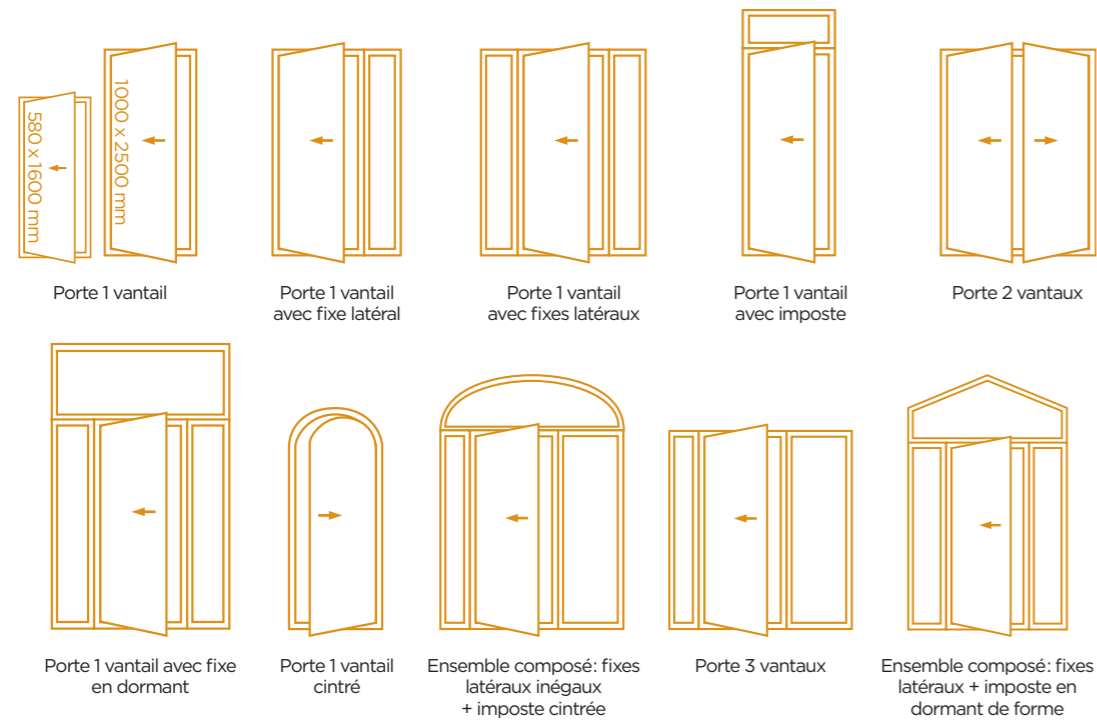 580 x 1600 mm
1000 x 2500 mm
Porte 1 vantail
Porte 1 vantail
avec fixe latéral
Porte 1 vantail
avec fixes latéraux
Porte 1 vantail
avec imposte
Porte 2 vantaux
Porte 1 vantail avec fixe
en dormant
Porte 1 vantail
cintré
Ensemble composé: fixes
latéraux inégaux
+ imposte cintrée
Porte 3 vantaux
Ensemble composé: fixes
latéraux + imposte en
dormant de forme